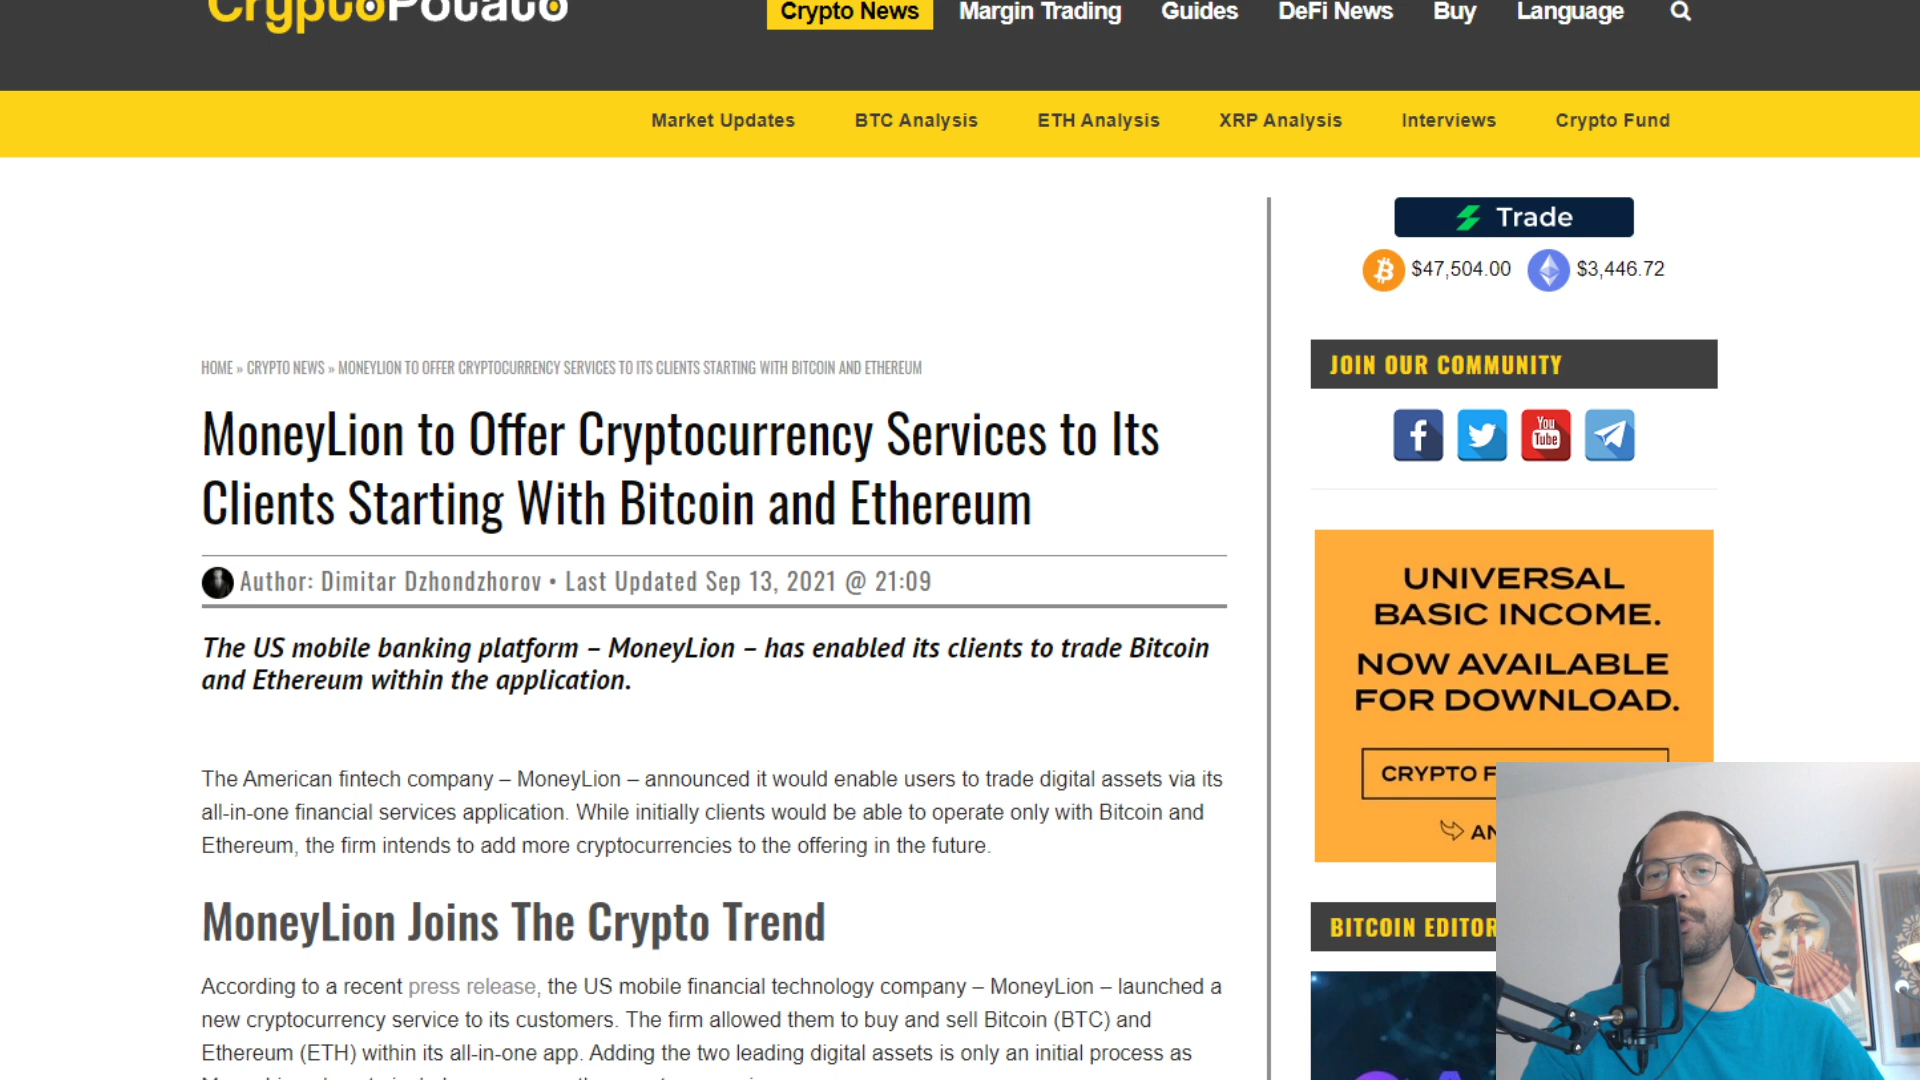 CryptoPotato
Crypto News
Margin Trading
Guides
DeFi News
Buy
Language
Market Updates
BTC Analysis
ETH Analysis
XRP Analysis
Interviews
Crypto Fund
Trade
$47,504.00
$3,446.72
JOIN OUR COMMUNITY
You
Tube
HOME » CRYPTO NEWS » MONEYLION TO OFFER CRYPTOCURRENCY SERVICES TO ITS CLIENTS STARTING WITH BITCOIN AND ETHEREUM
MoneyLion to Offer Cryptocurrency Services to Its
Clients Starting With Bitcoin and Ethereum
Author: Dimitar Dzhondzhorov • Last Updated Sep 13, 2021 @ 21:09
The US mobile banking platform – MoneyLion – has enabled its clients to trade Bitcoin
and Ethereum within the application.
The American fintech company – MoneyLion – announced it would enable users to trade digital assets via its
all-in-one financial services application. While initially clients would be able to operate only with Bitcoin and
Ethereum, the firm intends to add more cryptocurrencies to the offering in the future.
MoneyLion Joins The Crypto Trend
According to a recent press release, the US mobile financial technology company – MoneyLion – launched a
new cryptocurrency service to its customers. The firm allowed them to buy and sell Bitcoin (BTC) and
Ethereum (ETH) within its all-in-one app. Adding the two leading digital assets is only an initial process as
UNIVERSAL
BASIC INCOME.
NOW AVAILABLE
FOR DOWNLOAD.
CRYPTO F
AN
BITCOIN EDITOR